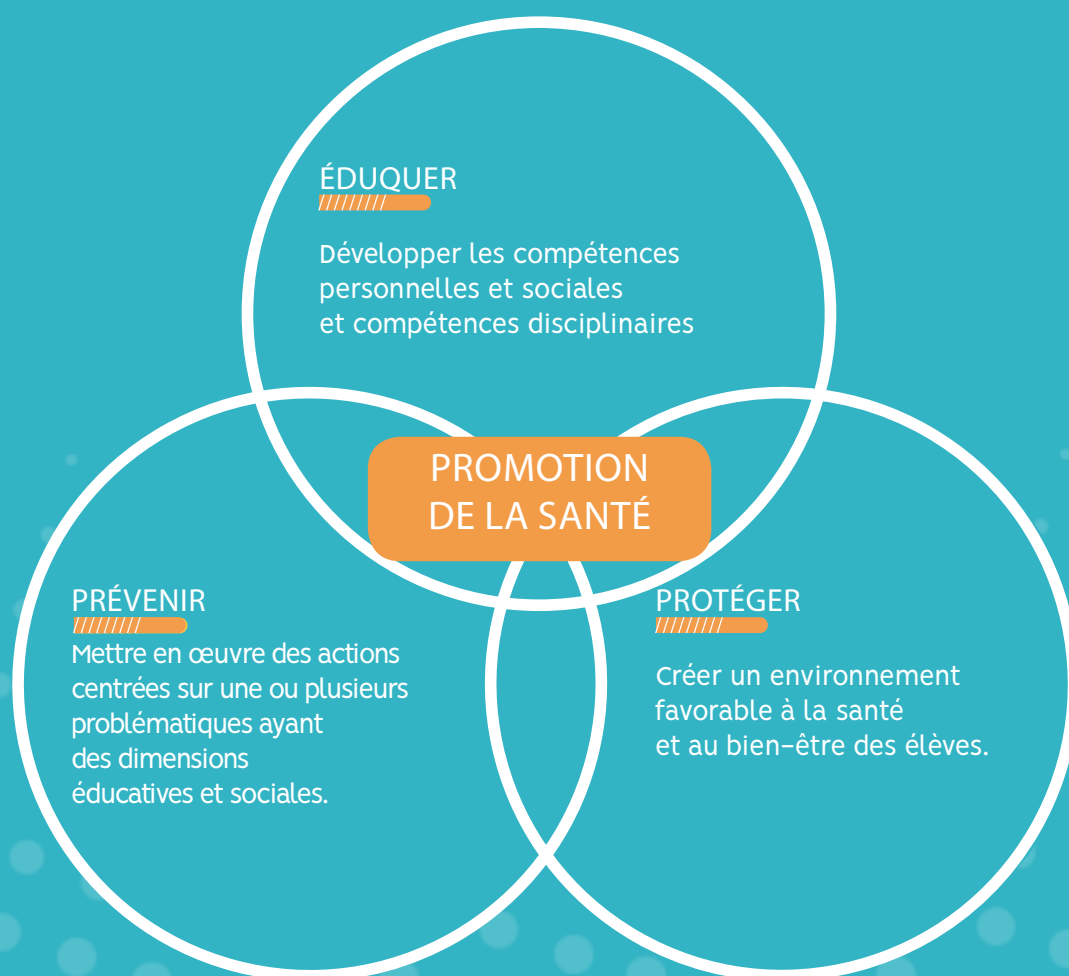 ÉDUQUER
Développer les compétences
personnelles et sociales
et compétences disciplinaires
PROMOTION
DE LA SANTÉ
PRÉVENIR
Mettre en œuvre des actions
centrées sur une ou plusieurs
problématiques ayant
des dimensions
éducatives et sociales.
PROTÉGER
Créer un environnement
favorable à la santé
et au bien-être des élèves.